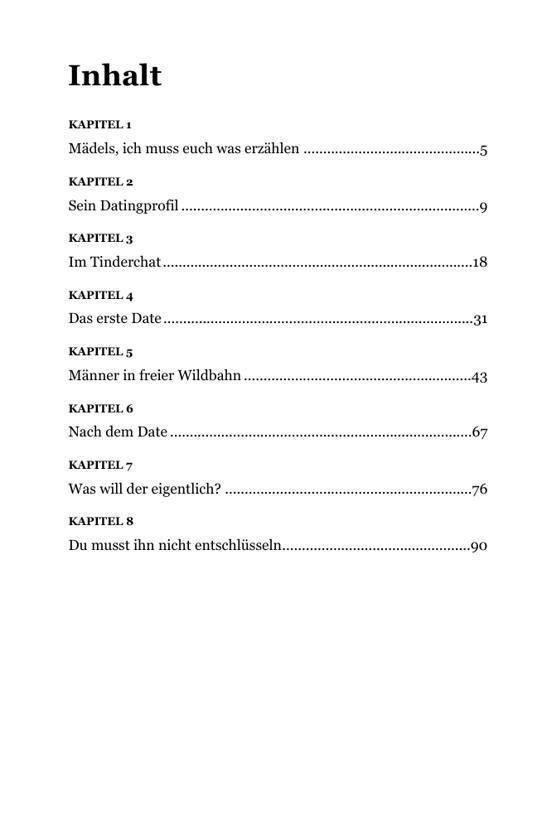 Inhalt
KAPITEL 1
Mädels, ich muss euch was erzählen .............................................5
KAPITEL 2
Sein Datingprofil ............................................................................9
KAPITEL 3
Im Tinderchat...............................................................................18
KAPITEL 4
Das erste Date...............................................................................31
KAPITEL 5
Männer in freier Wildbahn ..........................................................43
KAPITEL 6
Nach dem Date .............................................................................67
KAPITEL 7
Was will der eigentlich? ...............................................................76
KAPITEL 8
Du musst ihn nicht entschlüsseln................................................90